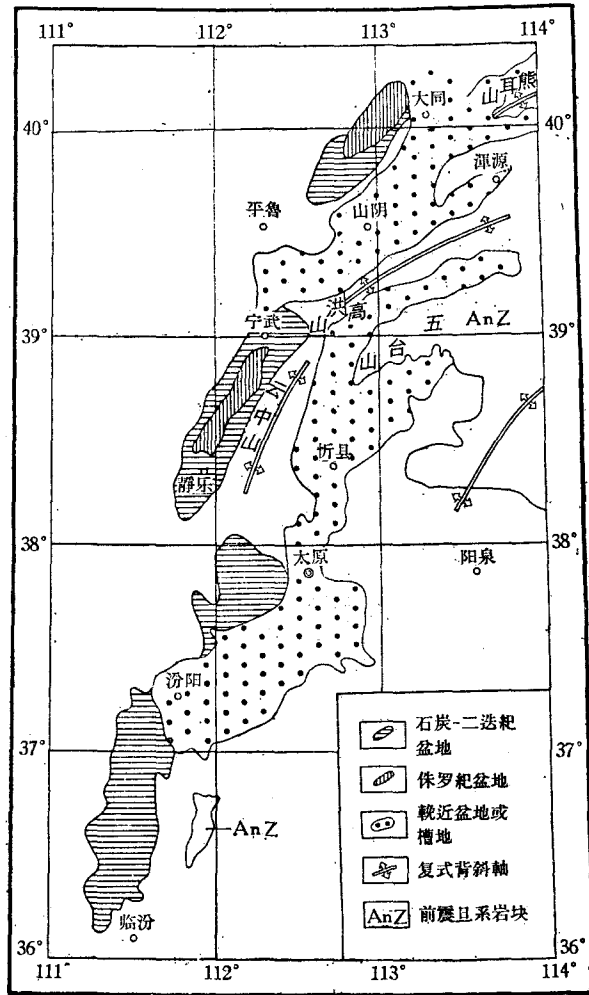 111°
112°
113°
114°
大同
山耳熊
40°
40°
渾源
平魯
山阴
宁武
山洪高
五
AnZ
39°
39°
山台
云中山
忻县
静乐
38°
38°
太原
阳泉
汾阳
37°
37°
AnZ
临汾
36°
36°
111°
112°
113°
114°
石炭-二迭紀
盆地
侏罗紀盆地
輓近盆地或
槽地
复式背斜軸
AnZ 前震旦系岩块